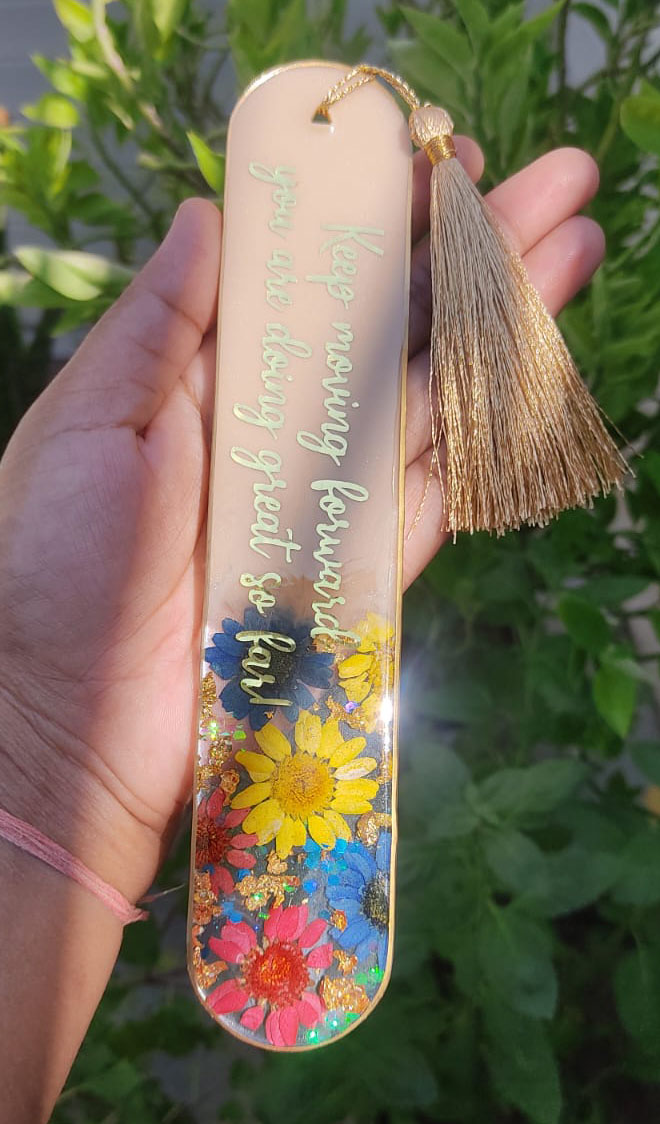 Keep moving forward
you are doing great so far!